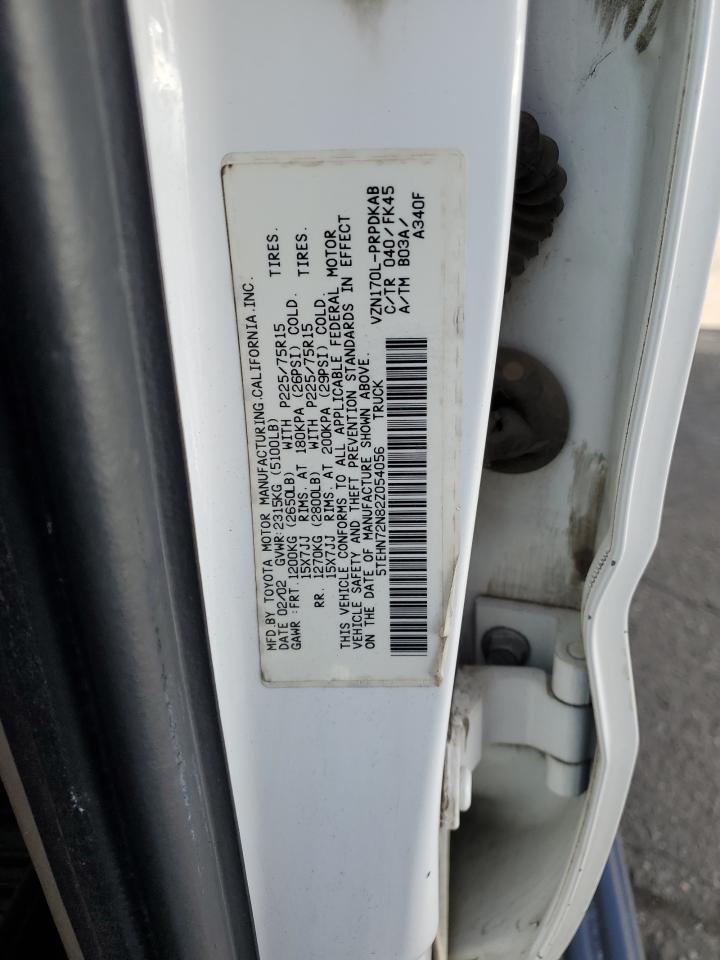 MFD.BY TOYOTA MOTOR MANUFACTURING.CALIFORNIA.INC.
DATE 02/02 GVWR:2315KG (5100LB)
GAWR :FRT.1200KG (2650LB) WITH P225/75R15 TIRES.
15X7JJ RIMS. AT 180KPA (26PSI) COLD.
RR. 1270KG (2800LB) WITH P225/75R15 TIRES.
15X7JJ RIMS. AT 200KPA (29PSI) COLD.
THIS VEHICLE CONFORMS TO ALL APPLICABLE FEDERAL MOTOR
VEHICLE SAFETY AND THEFT PREVENTION STANDARDS IN EFFECT
ON THE DATE OF MANUFACTURE SHOWN ABOVE.
5TEHN72N82Z054056 TRUCK
VZN170L-PRPDKAB
C/TR 040/FK45
A/TM B03A/
A340F